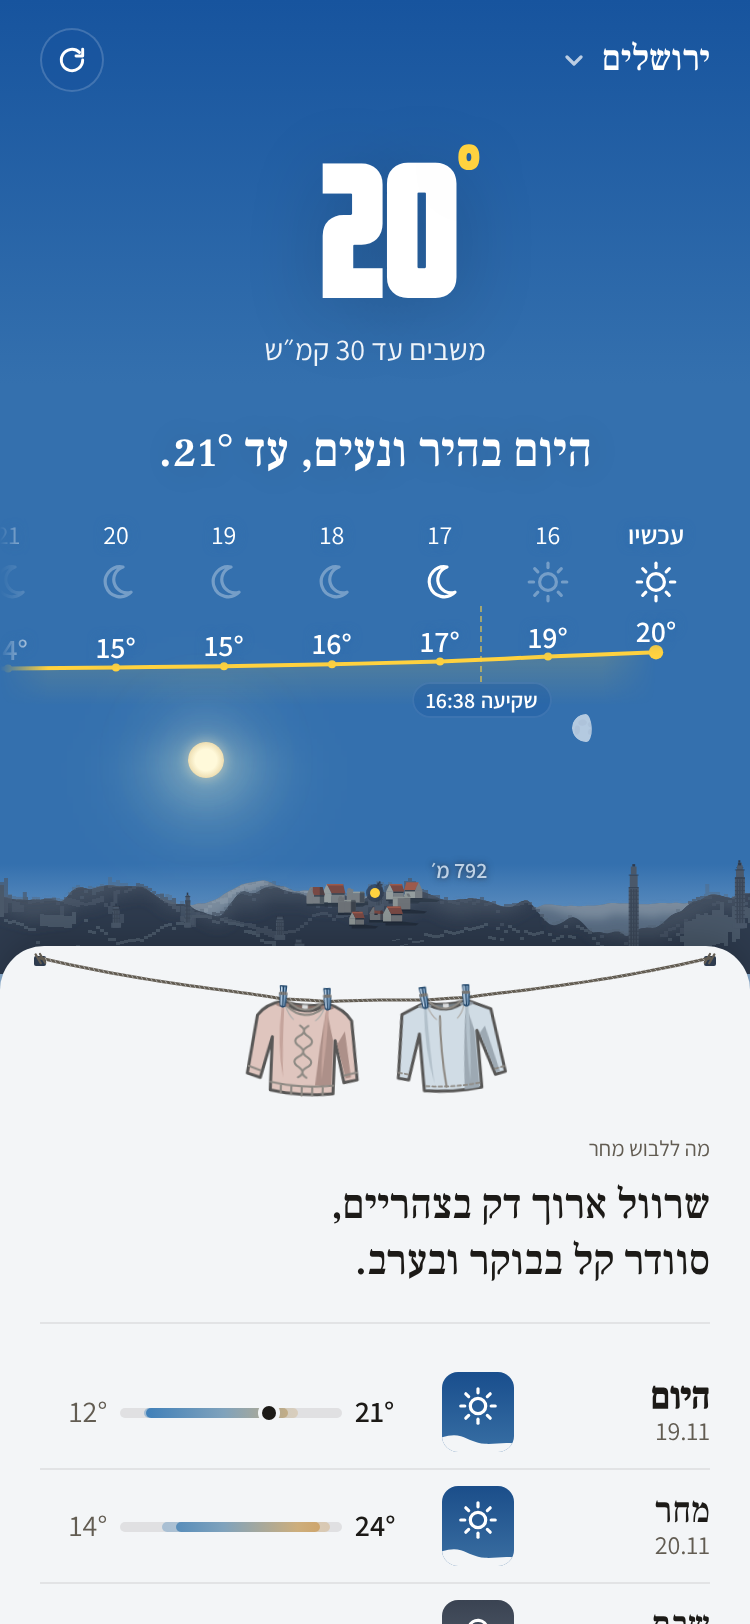 ירושלים
20°
משבים עד 30 קמ״ש
היום בהיר ונעים, עד 21°.
עכשיו 16 17 18 19 20 21
20° 19° 17° 16° 15° 15° 4°
שקיעה 16:38
792 מ׳
מה ללבוש מחר
שרוול ארוך דק בצהריים,
סוודר קל בבוקר ובערב.
היום 21° 12°
19.11
מחר 24° 14°
20.11